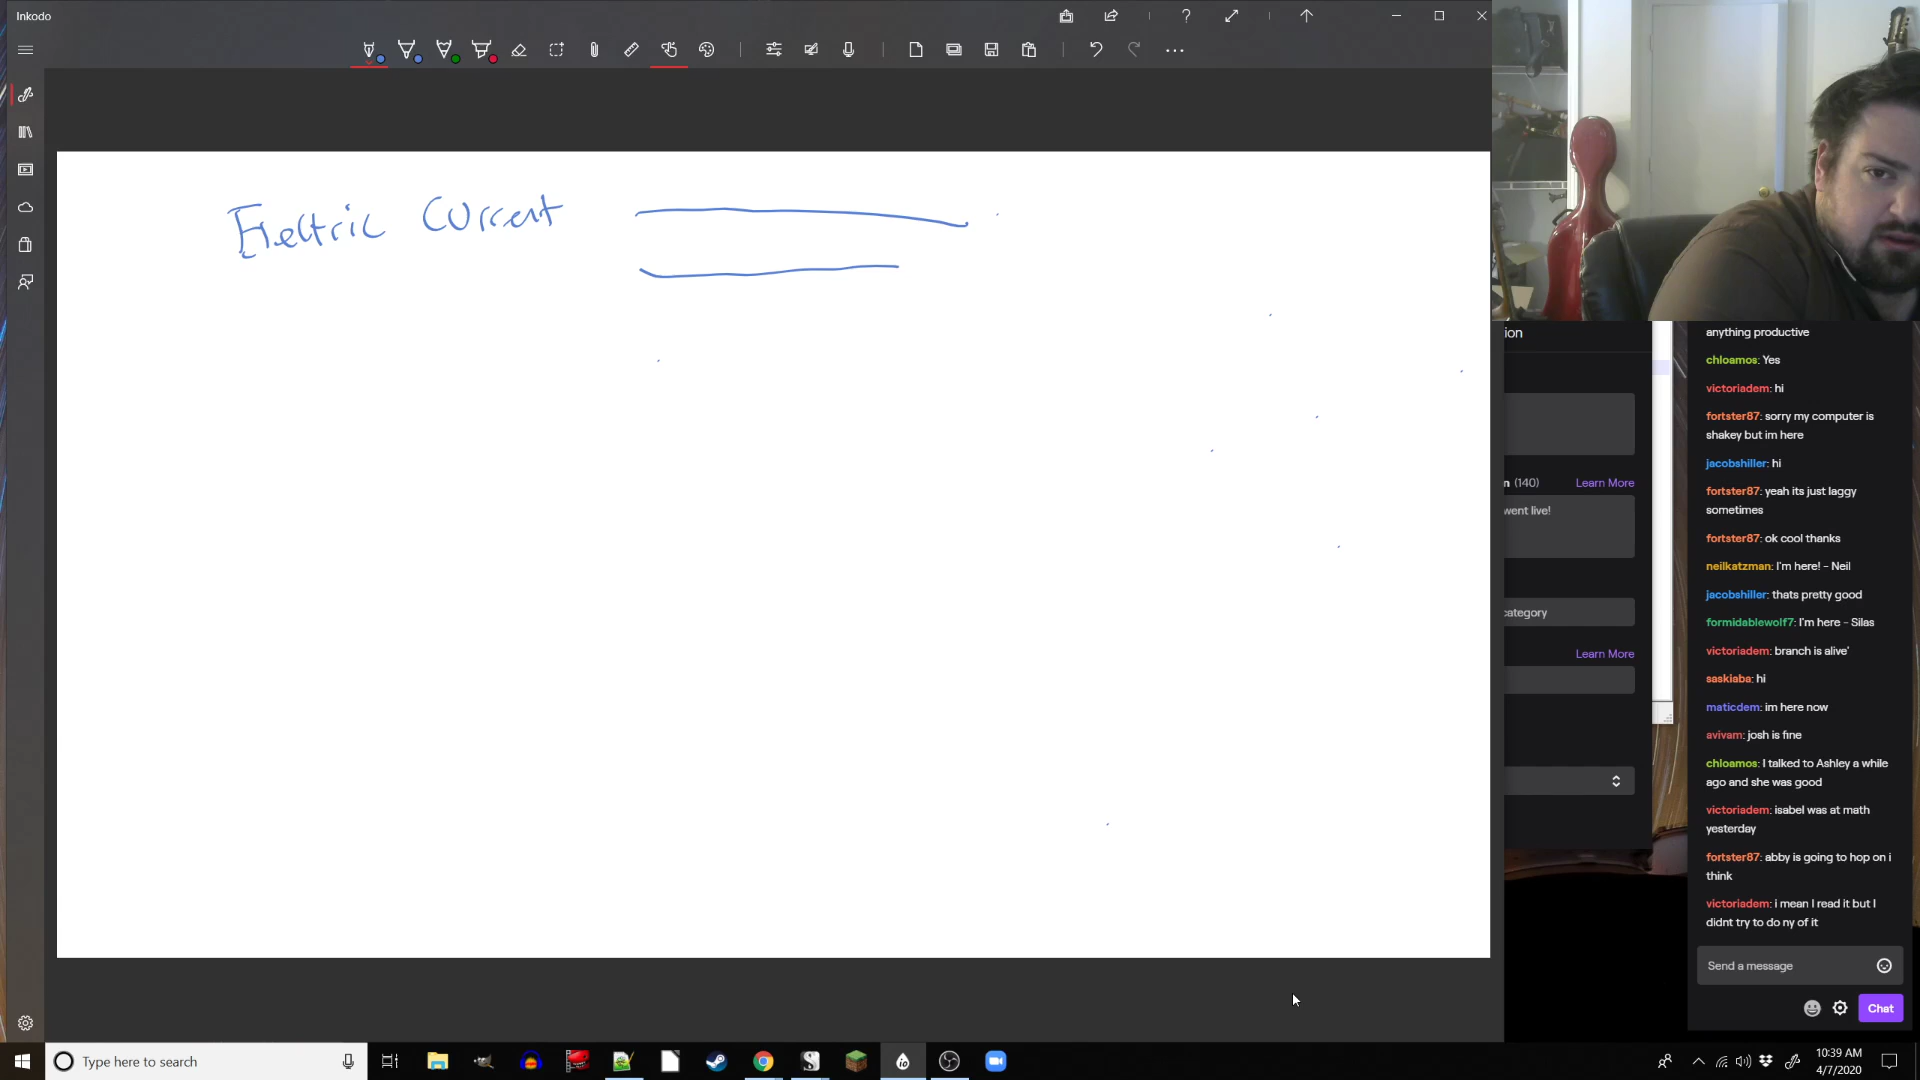 Inkodo
Electric Current
ion
anything productive
chloamos: Yes
victoriadem: hi
fortster87: sorry my computer is
shakey but im here
jacobshiller: hi
n (140) Learn More
fortster87: yeah its just laggy
sometimes
went live!
fortster87: ok cool thanks
neilkatzman: I'm here! - Neil
jacobshiller: thats pretty good
category
formidablewolf7: I'm here - Silas
Learn More
victoriadem: branch is alive'
saskiaba: hi
maticdem: im here now
avivam: josh is fine
chloamos: I talked to Ashley a while
ago and she was good
victoriadem: isabel was at math
yesterday
fortster87: abby is going to hop on i
think
victoriadem: i mean I read it but I
didnt try to do ny of it
Send a message
Chat
Type here to search
10:39 AM
4/7/2020